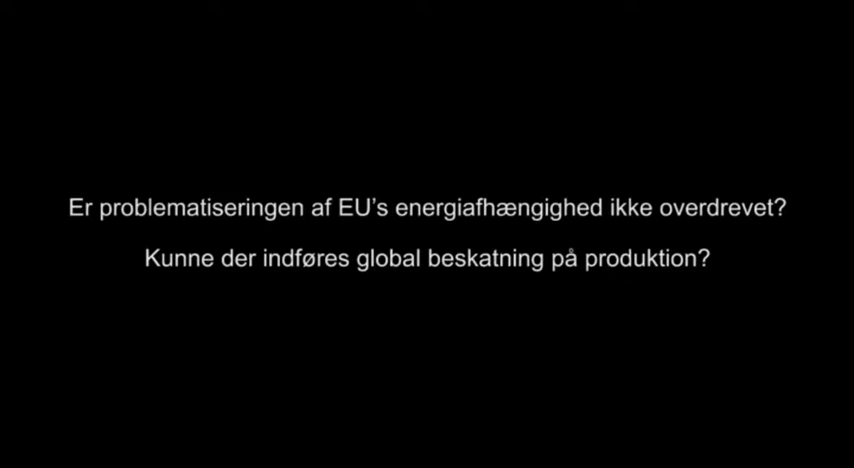 Er problematiseringen af EU's energiafhængighed ikke overdrevet?
Kunne der indføres global beskatning på produktion?